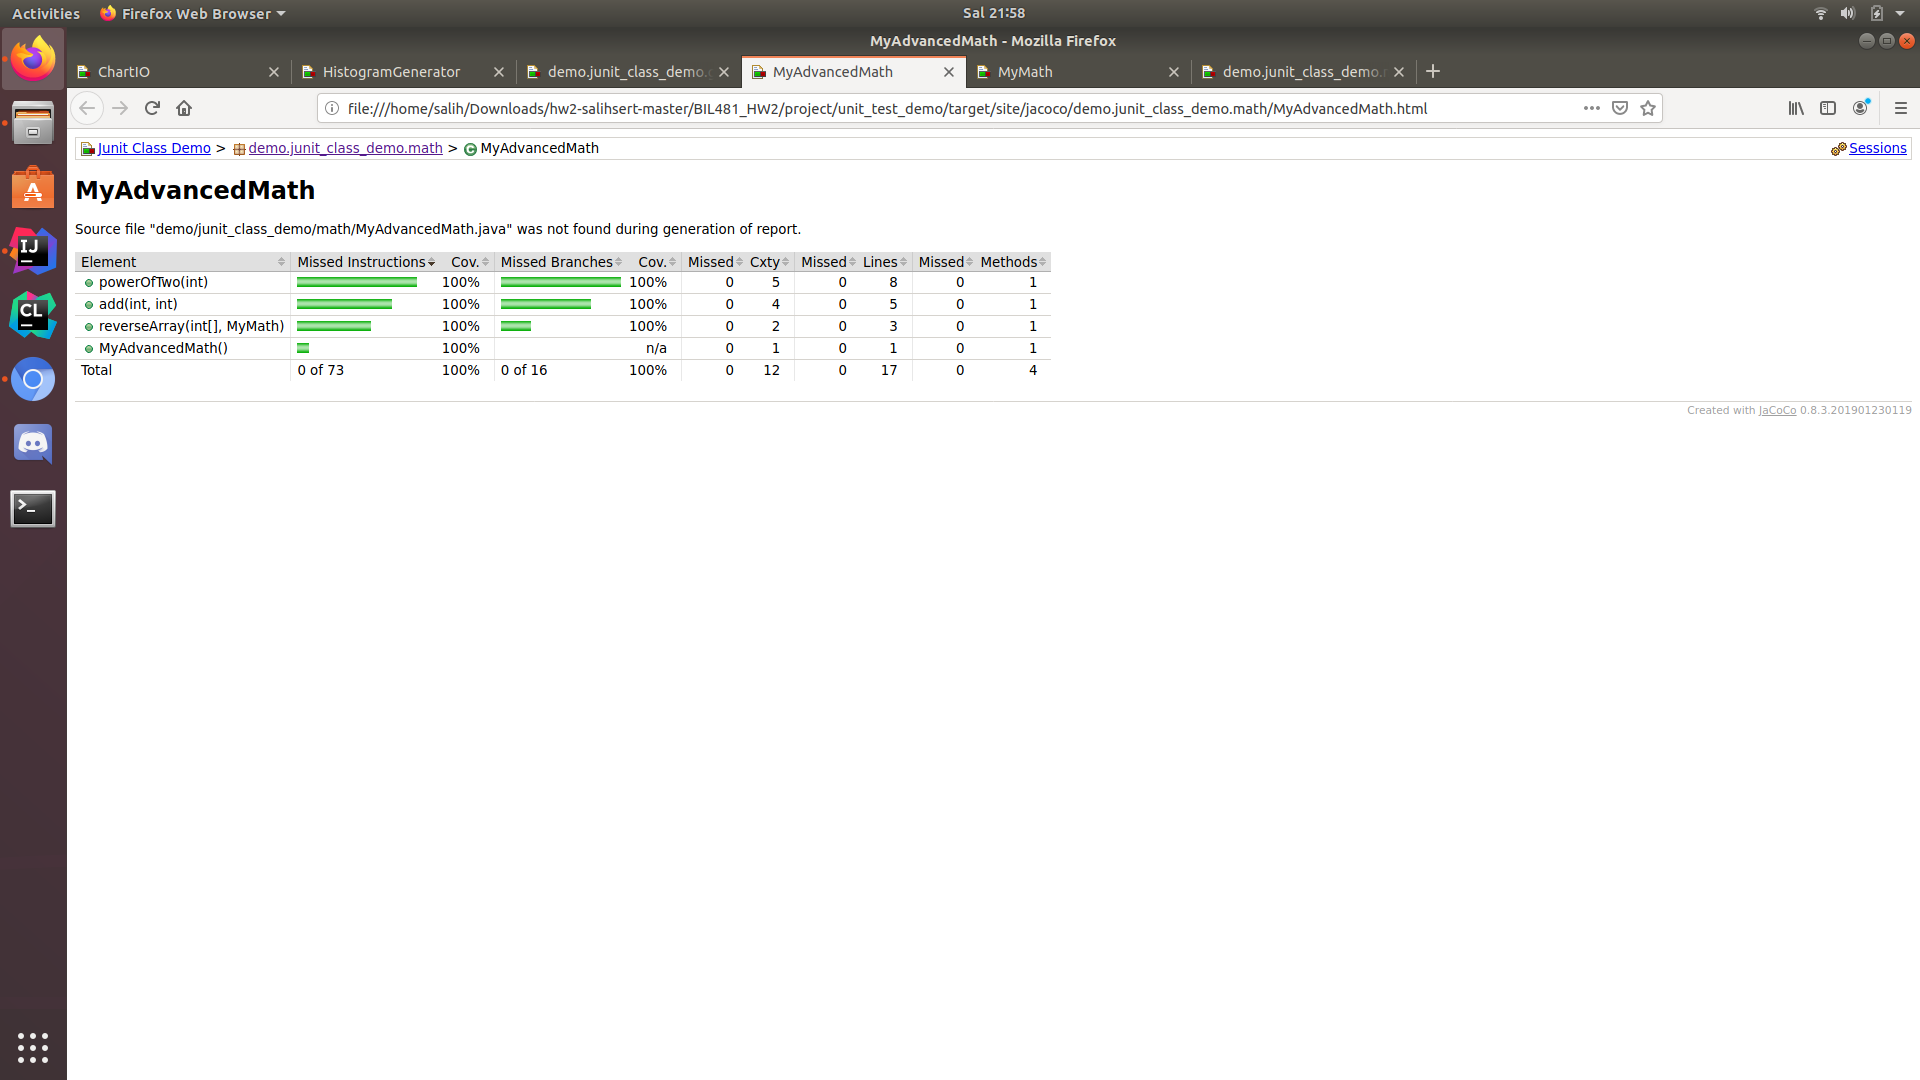 Activities Firefox Web Browser Sal 21:58
MyAdvancedMath - Mozilla Firefox
ChartIO HistogramGenerator demo.junit_class_demo. MyAdvancedMath MyMath demo.junit_class_demo.
file:///home/salih/Downloads/hw2-salihsert-master/BIL481_HW2/project/unit_test_demo/target/site/jacoco/demo.junit_class_demo.math/MyAdvancedMath.html
Junit Class Demo > demo.junit_class_demo.math > MyAdvancedMath Sessions
MyAdvancedMath
Source file "demo/junit_class_demo/math/MyAdvancedMath.java" was not found during generation of report.
Element Missed Instructions Cov. Missed Branches Cov. Missed Cxty Missed Lines Missed Methods
powerOfTwo(int) 100% 100% 0 5 0 8 0 1
add(int, int) 100% 100% 0 4 0 5 0 1
reverseArray(int[], MyMath) 100% 100% 0 2 0 3 0 1
MyAdvancedMath() 100% n/a 0 1 0 1 0 1
Total 0 of 73 100% 0 of 16 100% 0 12 0 17 0 4
Created with JaCoCo 0.8.3.201901230119
IJ
CL